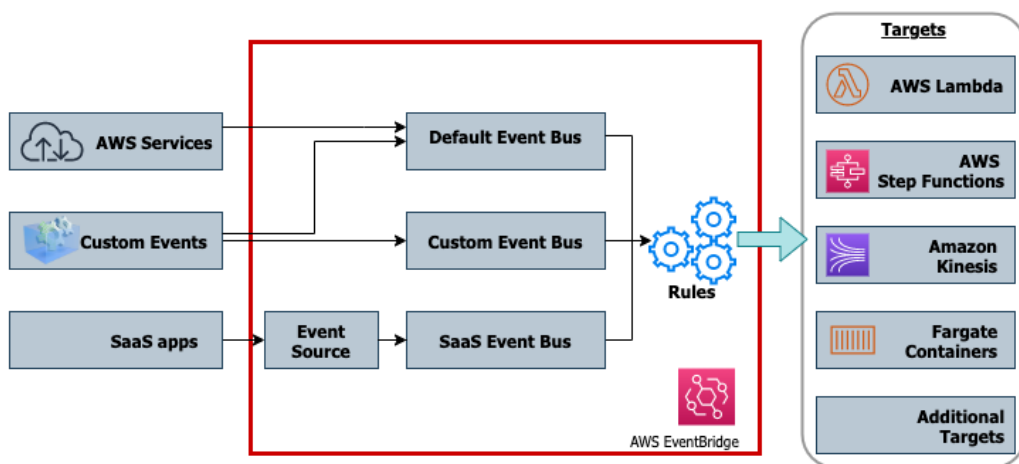 Targets
AWS Services
Custom Events
SaaS apps
Event
Source
Default Event Bus
Custom Event Bus
SaaS Event Bus
Rules
AWS EventBridge
AWS Lambda
AWS
Step Functions
Amazon
Kinesis
Fargate
Containers
Additional
Targets